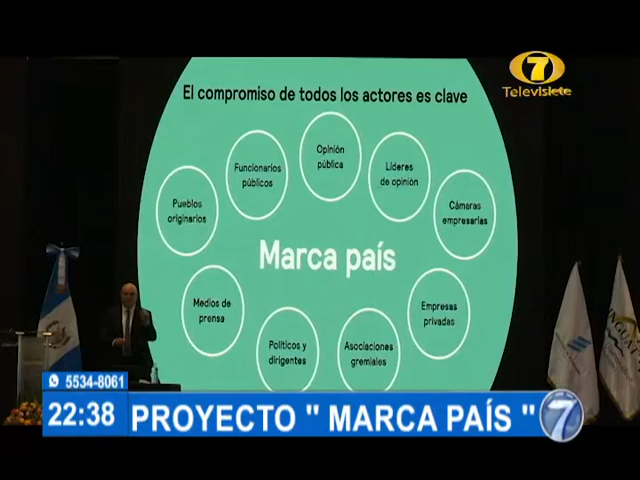 7
Televisiete
El compromiso de todos los actores es clave
Opinión
pública
Funcionarios
públicos
Líderes
de opinión
Pueblos
originarios
Cámaras
empresarias
Marca país
Medios de
prensa
Empresas
privadas
Políticos y
dirigentes
Asociaciones
gremiales
5534-8061
22:38
PROYECTO " MARCA PAÍS "
7